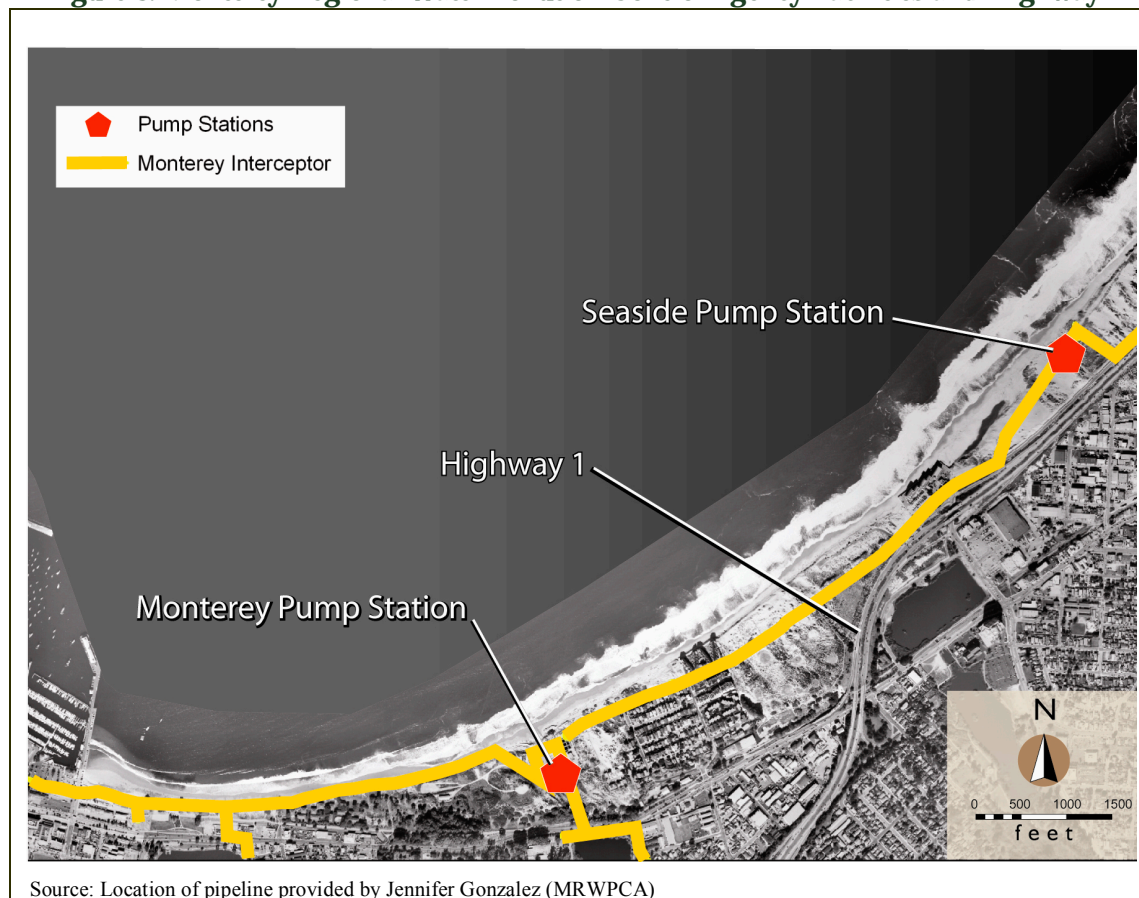 Pump Stations
Monterey Interceptor
Seaside Pump Station
Highway 1
Monterey Pump Station
N
0 500 1000 1500
feet
Source: Location of pipeline provided by Jennifer Gonzalez (MRWPCA)